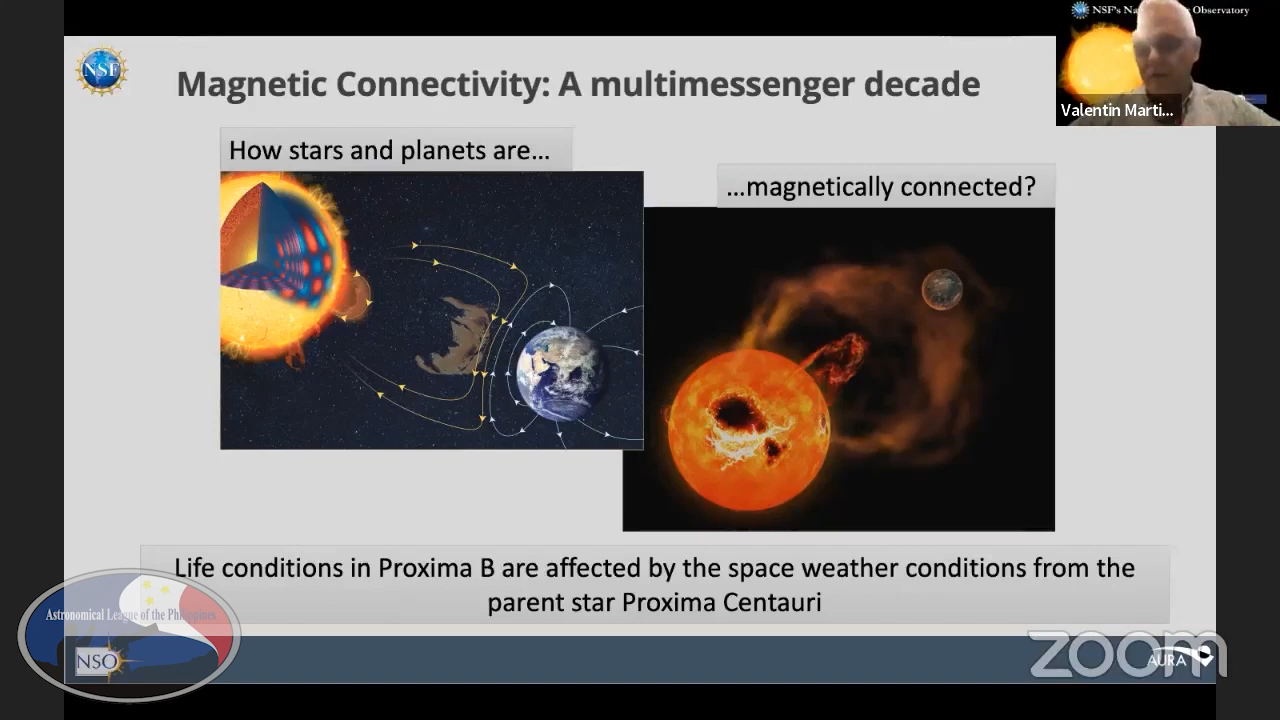 NSF's Na
Observatory
NSF
Magnetic Connectivity: A multimessenger decade
Valentin Marti...
How stars and planets are...
...magnetically connected?
Life conditions in Proxima B are affected by the space weather conditions from the
parent star Proxima Centauri
Astronomical League of the Philippines
NSO
zoom
AURA